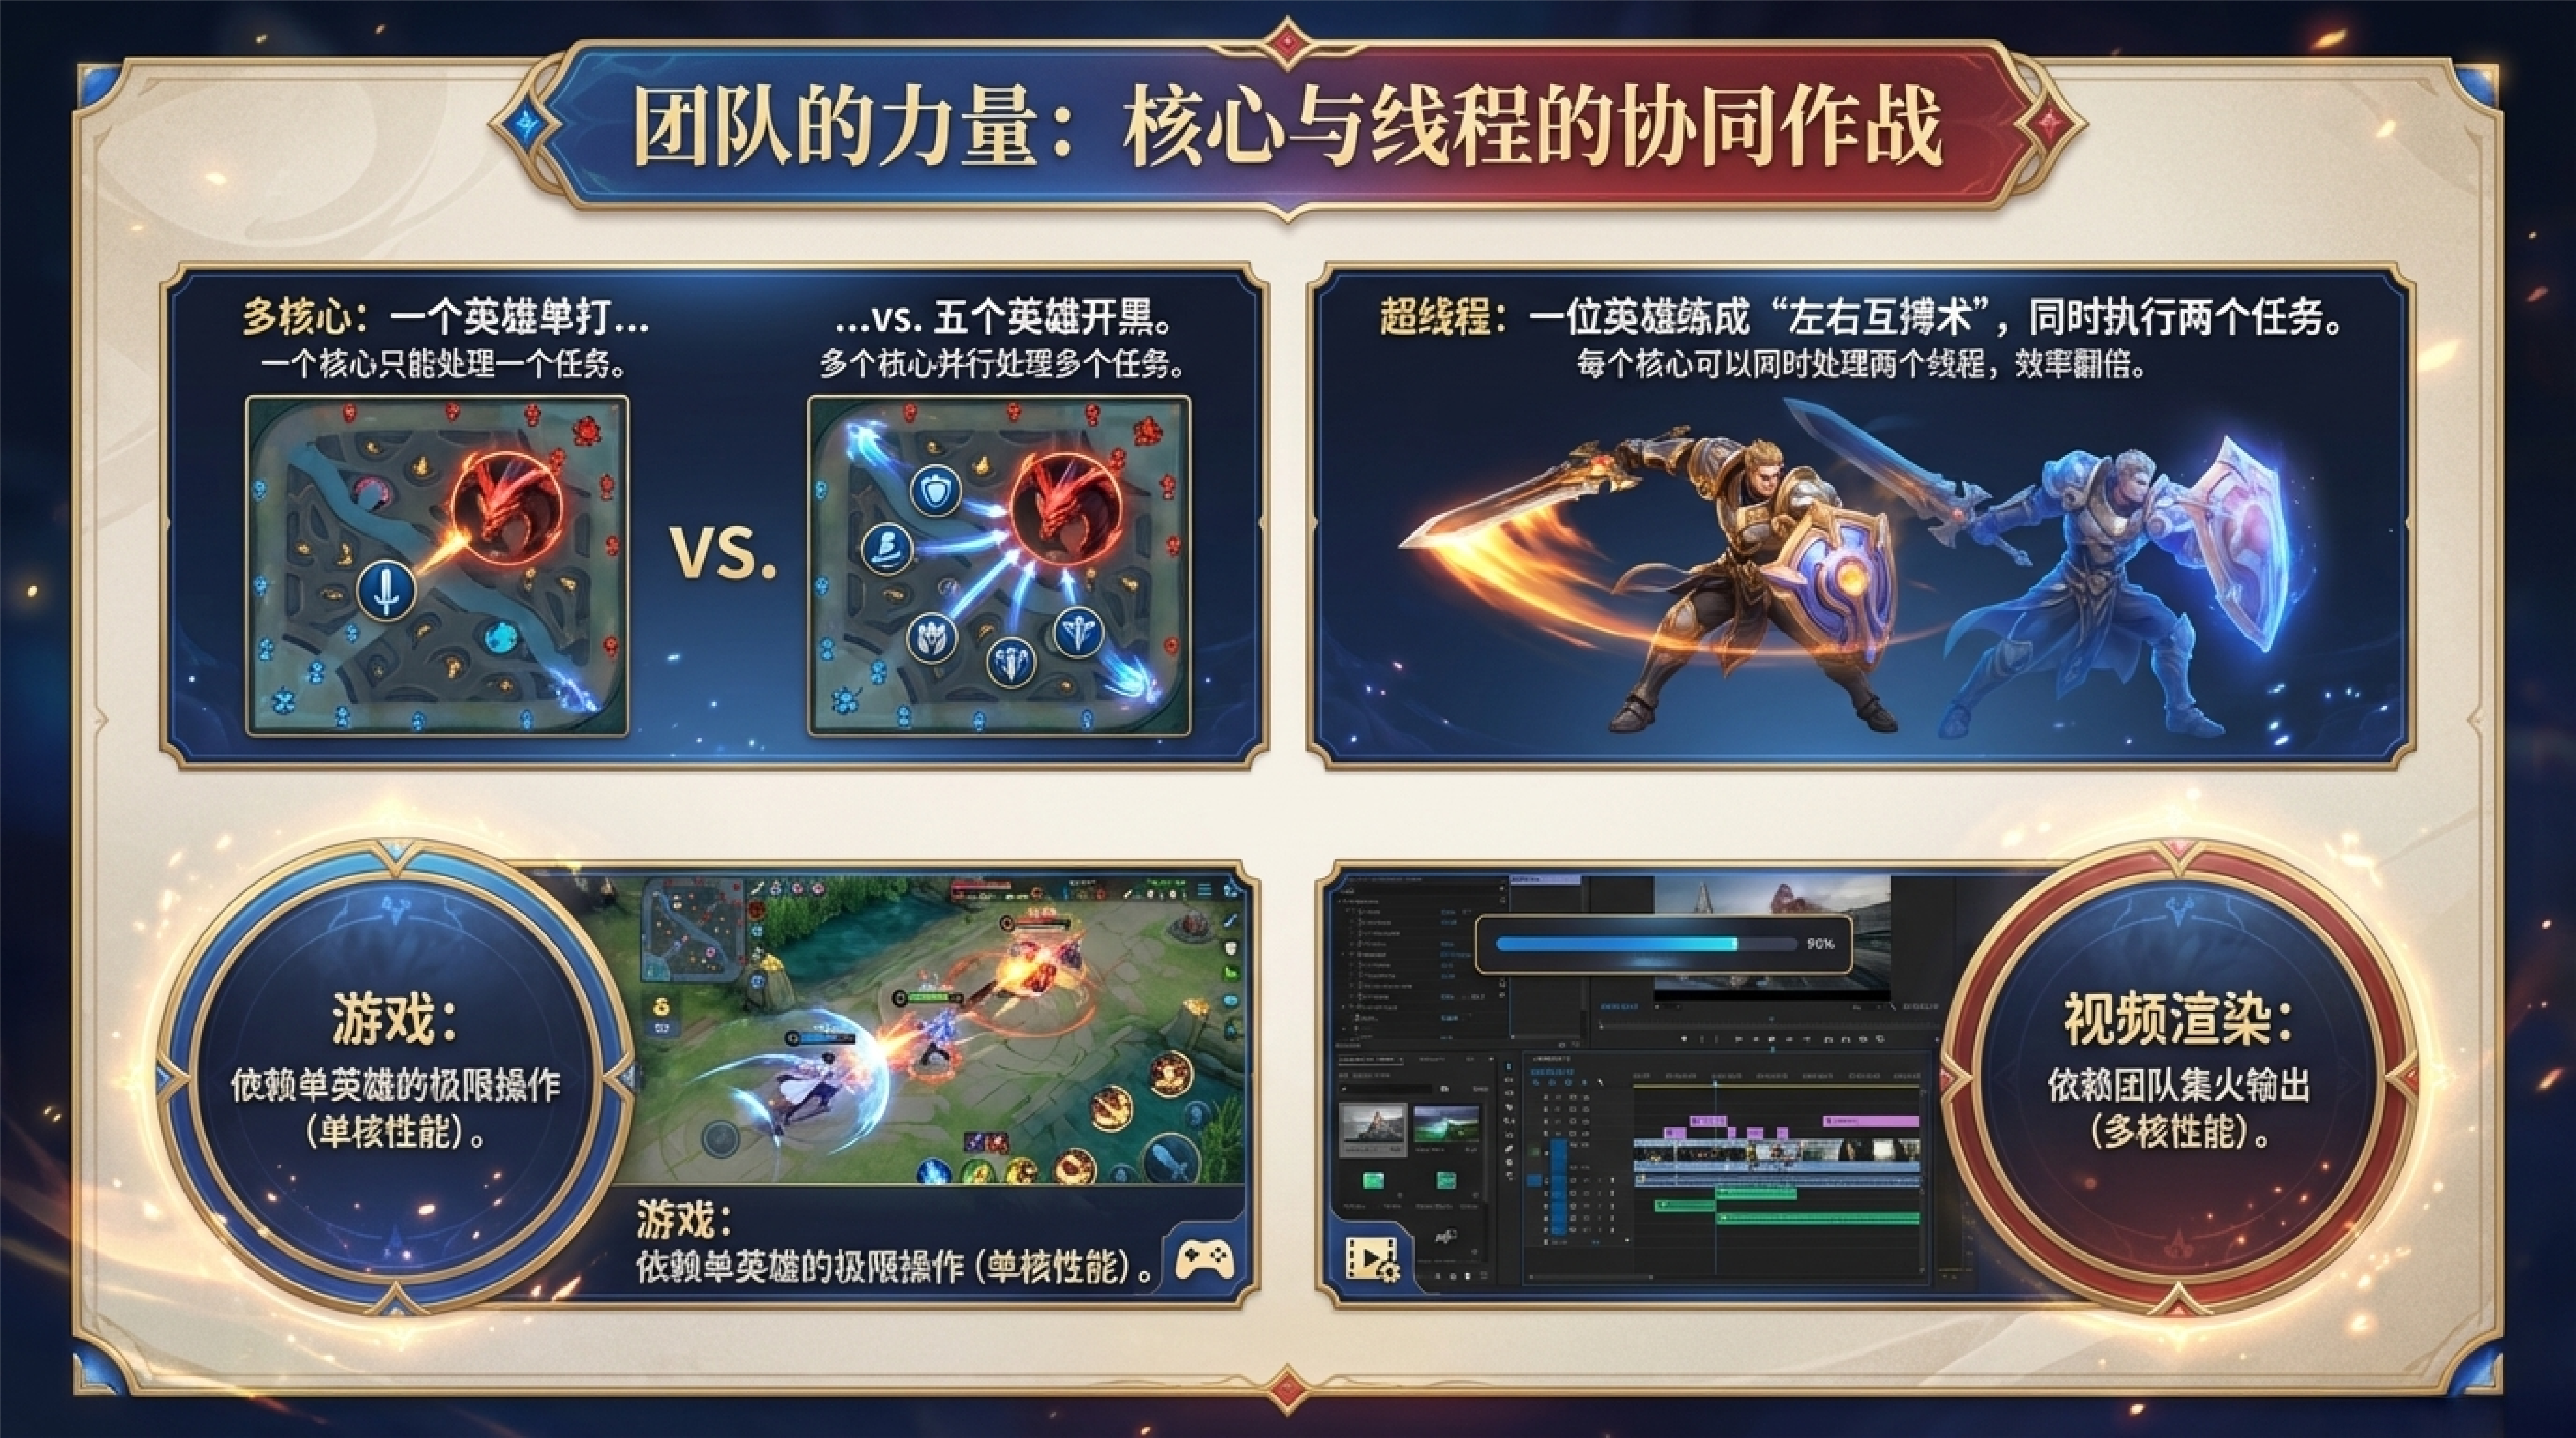 团队的力量：核心与线程的协同作战
多核心：一个英雄单打...
一个核心只能处理一个任务。
...vs. 五个英雄开黑。
多个核心并行处理多个任务。
VS.
超线程：一位英雄练成“左右互搏术”，同时执行两个任务。
每个核心可以同时处理两个线程，效率翻倍。
游戏：
依赖单英雄的极限操作
（单核性能）。
游戏：
依赖单英雄的极限操作（单核性能）。
90%
视频渲染：
依赖团队集火输出
（多核性能）。